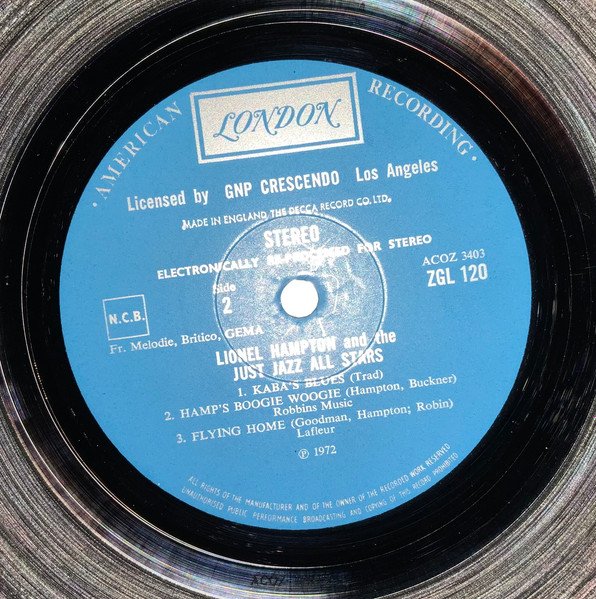 · AMERICAN
LONDON
RECORDING ·
Licensed by GNP CRESCENDO Los Angeles
MADE IN ENGLAND THE DECCA RECORD CO. LTD.
STEREO
ELECTRONICALLY RE-PROCESSED FOR STEREO
Side
2
ACOZ 3403
ZGL 120
N.C.B.
Fr. Melodie, Britico, GEMA
LIONEL HAMPTON and the
JUST JAZZ ALL STARS
1. KABA'S BLUES (Trad)
2. HAMP'S BOOGIE WOOGIE (Hampton, Buckner)
Robbins Music
3. FLYING HOME (Goodman, Hampton; Robin)
Lafleur
℗ 1972
ALL RIGHTS OF THE MANUFACTURER AND OF THE OWNER OF THE RECORDED WORK RESERVED
UNAUTHORISED PUBLIC PERFORMANCE BROADCASTING AND COPYING OF THIS RECORD PROHIBITED
ACOZ